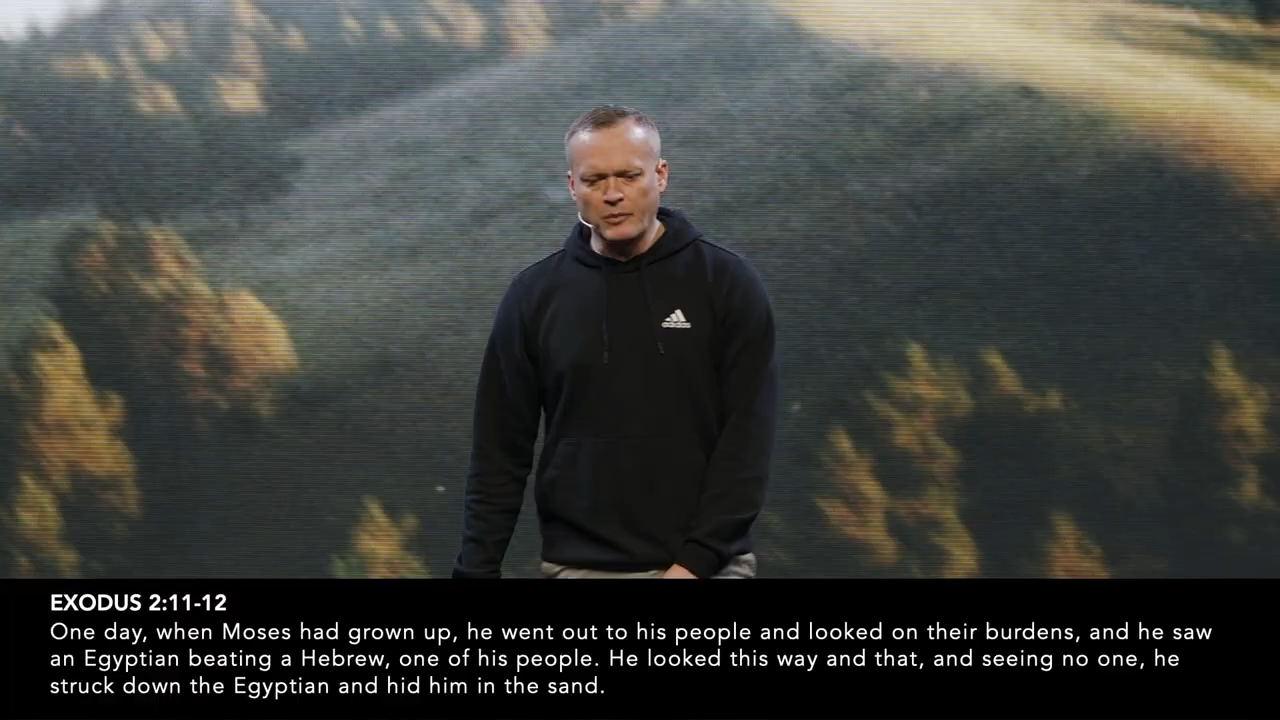 adidas
EXODUS 2:11-12
One day, when Moses had grown up, he went out to his people and looked on their burdens, and he saw
an Egyptian beating a Hebrew, one of his people. He looked this way and that, and seeing no one, he
struck down the Egyptian and hid him in the sand.